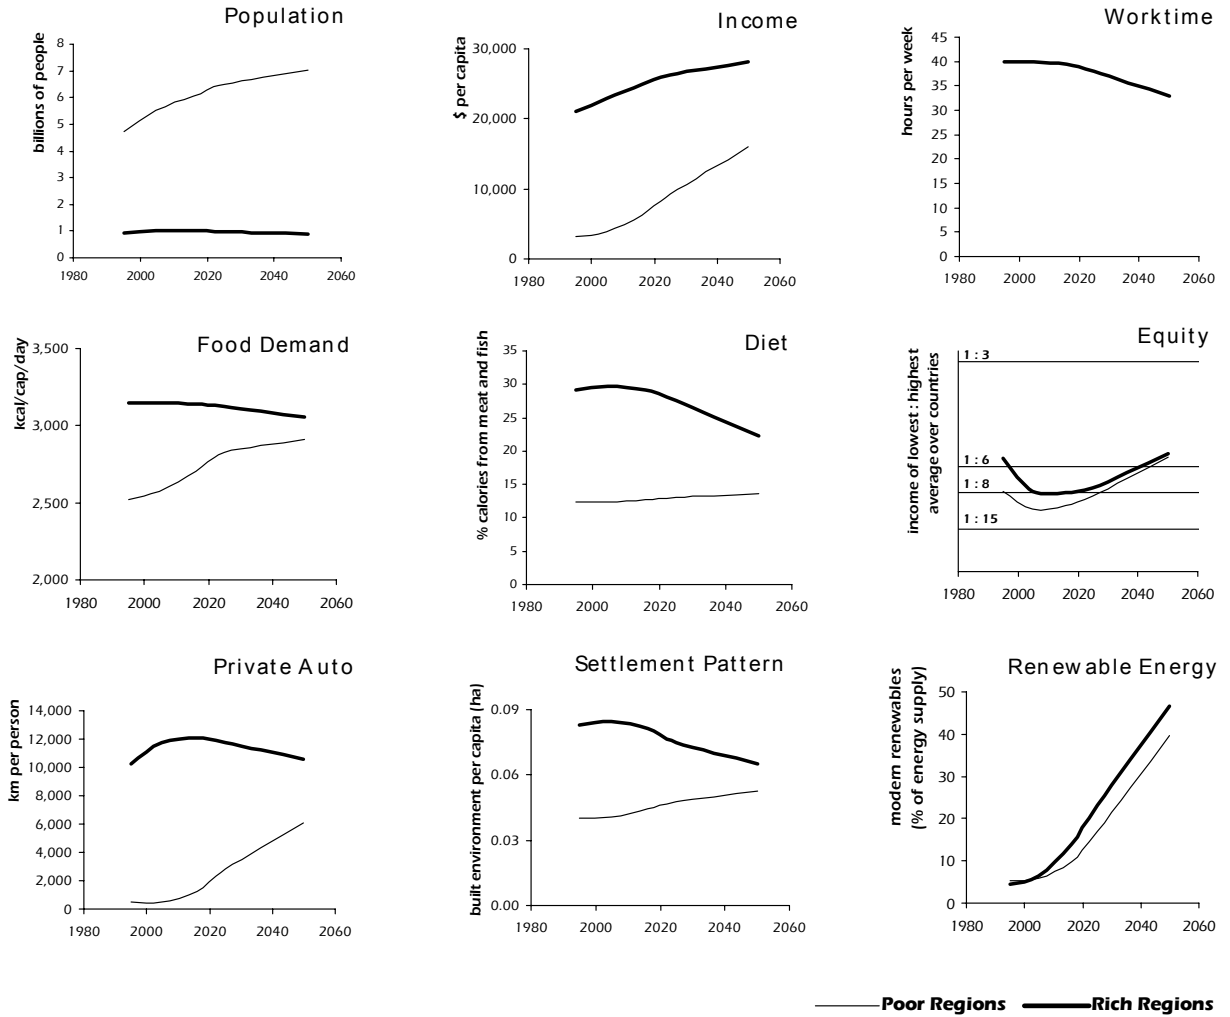 Population
billions of people
8
7
6
5
4
3
2
1
0
1980 2000 2020 2040 2060
Income
$ per capita
30,000
20,000
10,000
0
1980 2000 2020 2040 2060
Worktime
hours per week
45
40
35
30
25
20
15
10
5
0
1980 2000 2020 2040 2060
Food Demand
kcal/cap/day
3,500
3,000
2,500
2,000
1980 2000 2020 2040 2060
Diet
% calories from meat and fish
35
30
25
20
15
10
5
0
1980 2000 2020 2040 2060
Equity
income of lowest : highest
average over countries
1 : 3
1 : 6
1 : 8
1 : 15
1980 2000 2020 2040 2060
Private Auto
km per person
14,000
12,000
10,000
8,000
6,000
4,000
2,000
0
1980 2000 2020 2040 2060
Settlement Pattern
built environment per capita (ha)
0.09
0.06
0.03
0.00
1980 2000 2020 2040 2060
Renewable Energy
modern renewables
(% of energy supply)
50
40
30
20
10
0
1980 2000 2020 2040 2060
Poor Regions Rich Regions